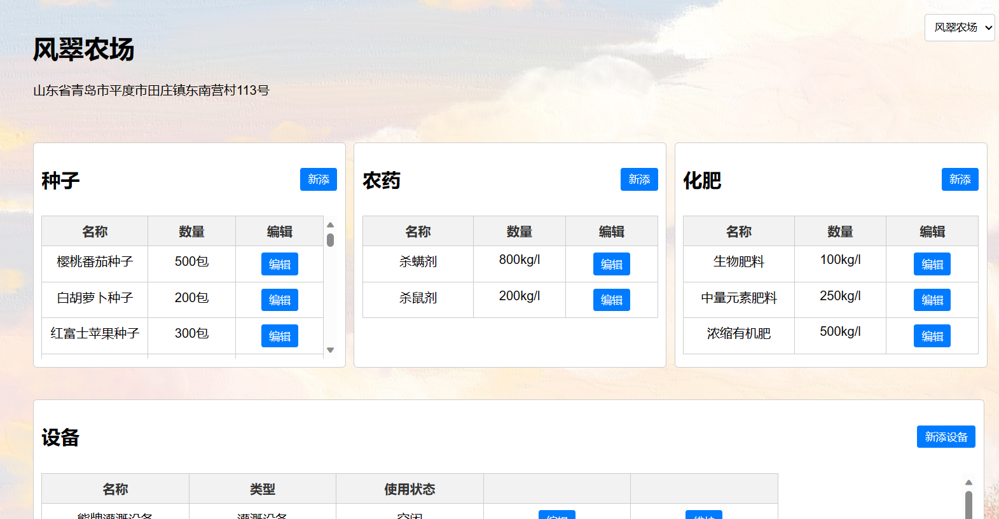 风翠农场
风翠农场
山东省青岛市平度市田庄镇东南营村113号
种子 新添
名称 数量 编辑
樱桃番茄种子 500包 编辑
白胡萝卜种子 200包 编辑
红富士苹果种子 300包 编辑
农药 新添
名称 数量 编辑
杀螨剂 800kg/l 编辑
杀鼠剂 200kg/l 编辑
化肥 新添
名称 数量 编辑
生物肥料 100kg/l 编辑
中量元素肥料 250kg/l 编辑
浓缩有机肥 500kg/l 编辑
设备 新添设备
名称 类型 使用状态
熊牌灌溉设备 灌溉设备 空闲 编辑 维护